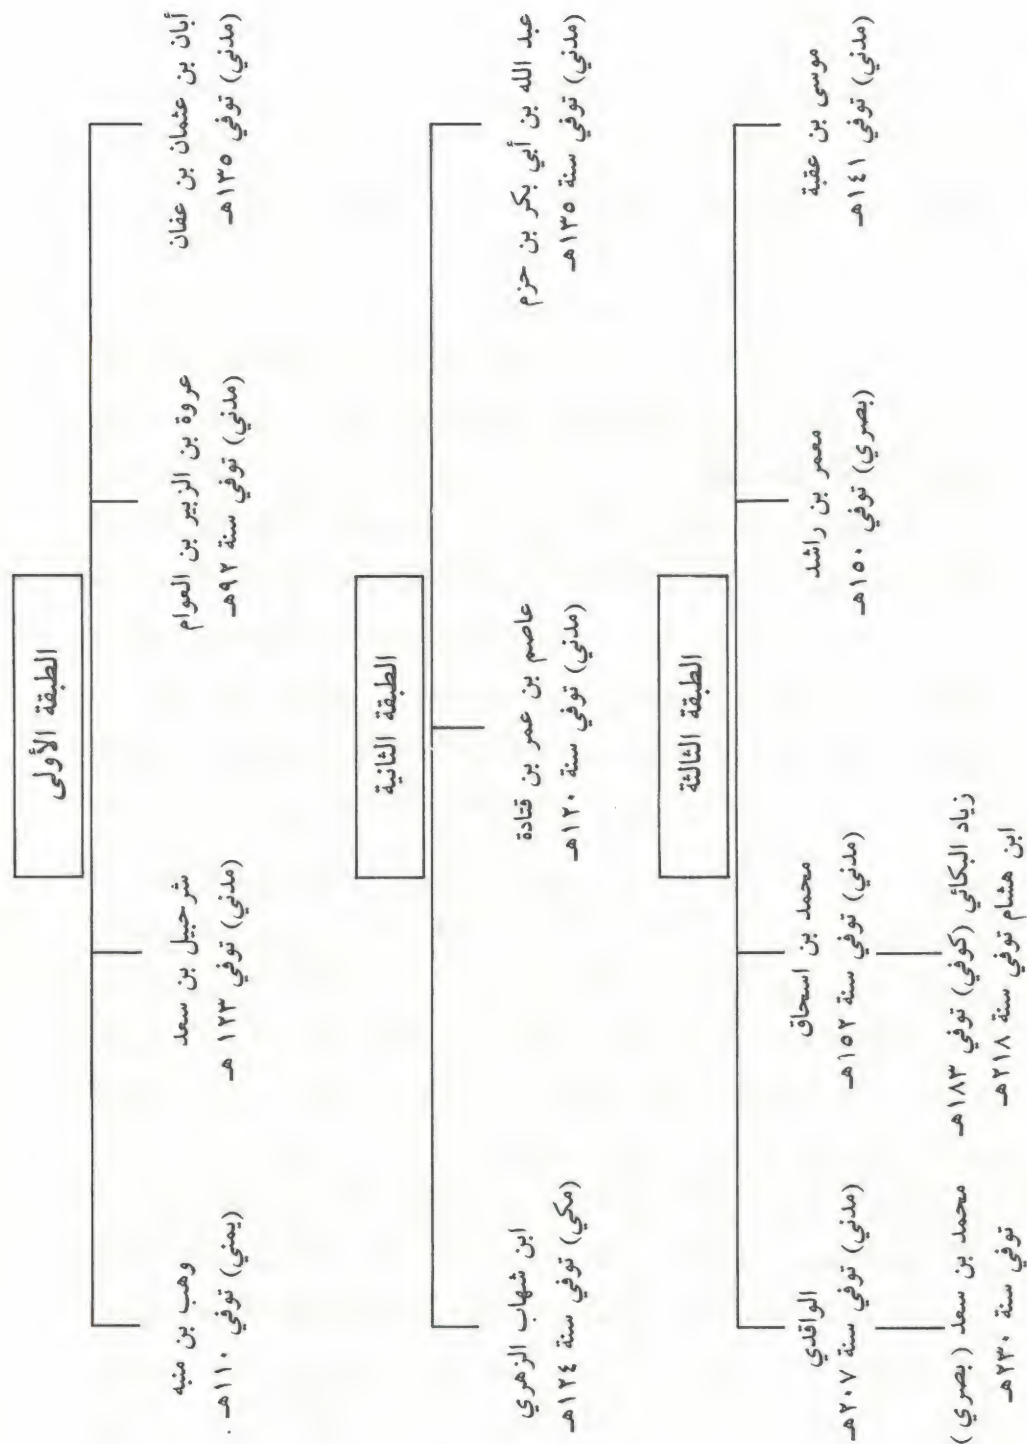 الطبقة الأولى
أبان بن عثمان بن عفان
(مدني) توفي ١٣٥هـ
عروة بن الزبير بن العوام
(مدني) توفي سنة ٩٢هـ
شرحبيل بن سعد
(مدني) توفي ١٢٣ هـ
وهب بن منبه
(يمني) توفي ١١٠هـ.
الطبقة الثانية
عبد الله بن أبي بكر بن حزم
(مدني) توفي سنة ١٣٥هـ
عاصم بن عمر بن قتادة
(مدني) توفي سنة ١٢٠هـ
ابن شهاب الزهري
(مكي) توفي سنة ١٢٤هـ
الطبقة الثالثة
موسى بن عقبة
(مدني) توفي ١٤١هـ
معمر بن راشد
(بصري) توفي ١٥٠هـ
محمد بن اسحاق
(مدني) توفي سنة ١٥٢هـ
زياد البكائي (كوفي) توفي ١٨٣هـ
ابن هشام توفي سنة ٢١٨هـ
الواقدي
(مدني) توفي سنة ٢٠٧هـ
محمد بن سعد (بصري)
توفي سنة ٢٣٠هـ